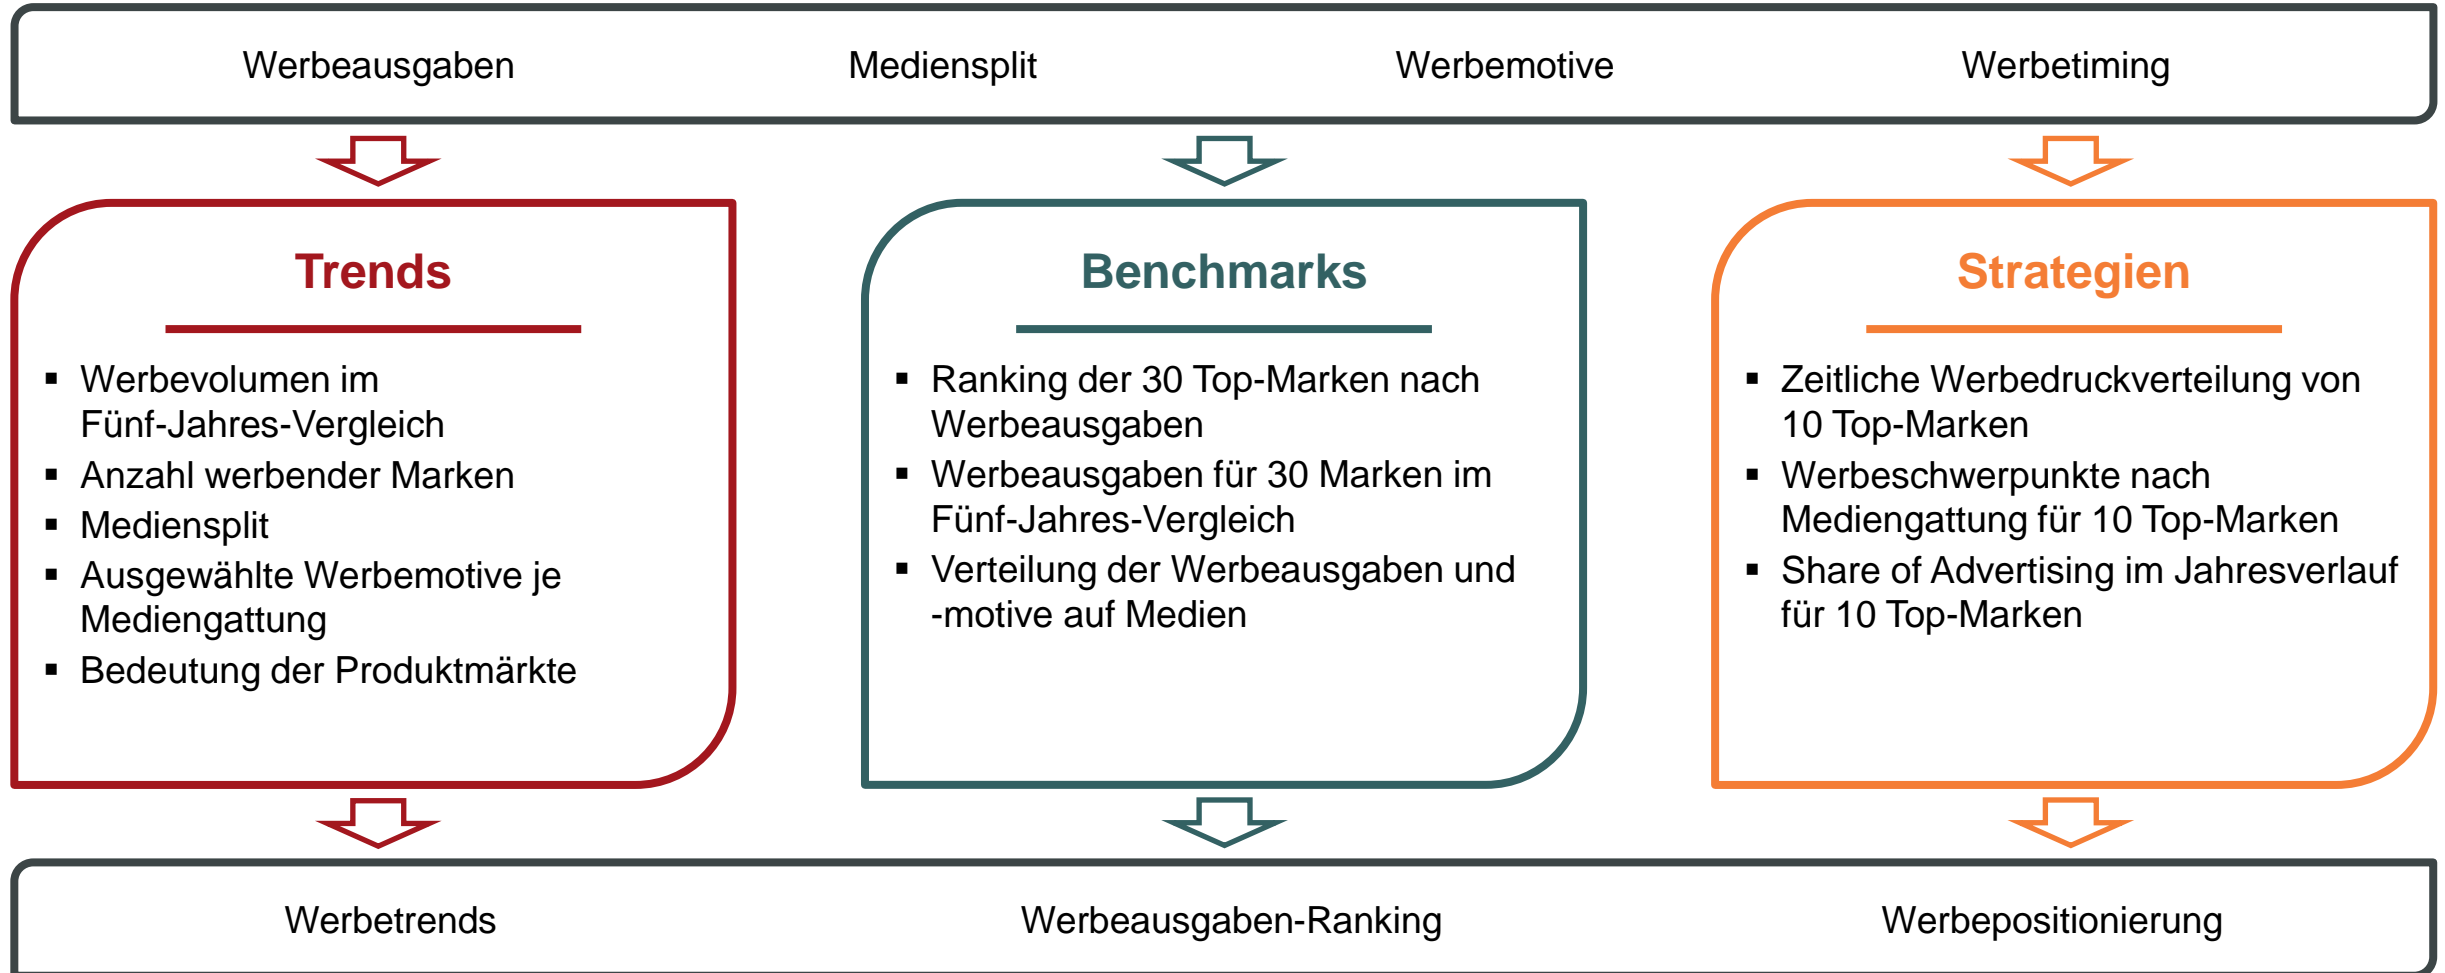 Werbeausgaben Mediensplit Werbemotive Werbetiming
Trends
▪ Werbevolumen im
Fünf-Jahres-Vergleich
▪ Anzahl werbender Marken
▪ Mediensplit
▪ Ausgewählte Werbemotive je
Mediengattung
▪ Bedeutung der Produktmärkte
Benchmarks
▪ Ranking der 30 Top-Marken nach
Werbeausgaben
▪ Werbeausgaben für 30 Marken im
Fünf-Jahres-Vergleich
▪ Verteilung der Werbeausgaben und
-motive auf Medien
Strategien
▪ Zeitliche Werbedruckverteilung von
10 Top-Marken
▪ Werbeschwerpunkte nach
Mediengattung für 10 Top-Marken
▪ Share of Advertising im Jahresverlauf
für 10 Top-Marken
Werbetrends Werbeausgaben-Ranking Werbepositionierung